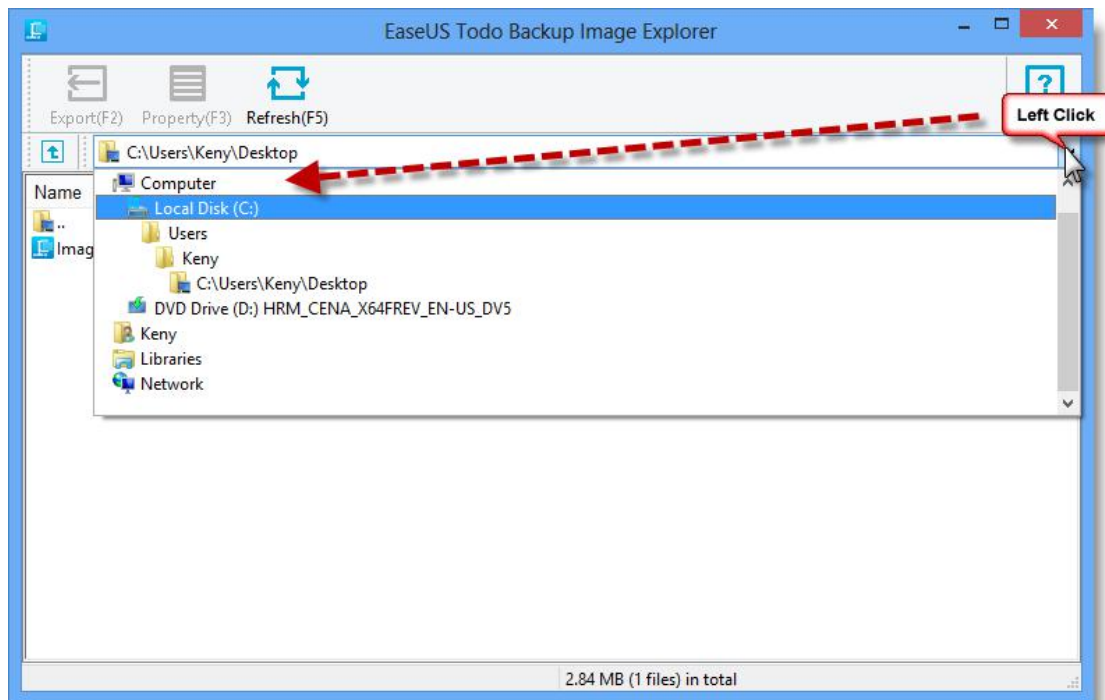 EaseUS Todo Backup Image Explorer
Export(F2) Property(F3) Refresh(F5)
Left Click
C:\Users\Keny\Desktop
Name
Computer
Local Disk (C:)
..
Users
Imag
Keny
C:\Users\Keny\Desktop
DVD Drive (D:) HRM_CENA_X64FREV_EN-US_DV5
Keny
Libraries
Network
2.84 MB (1 files) in total